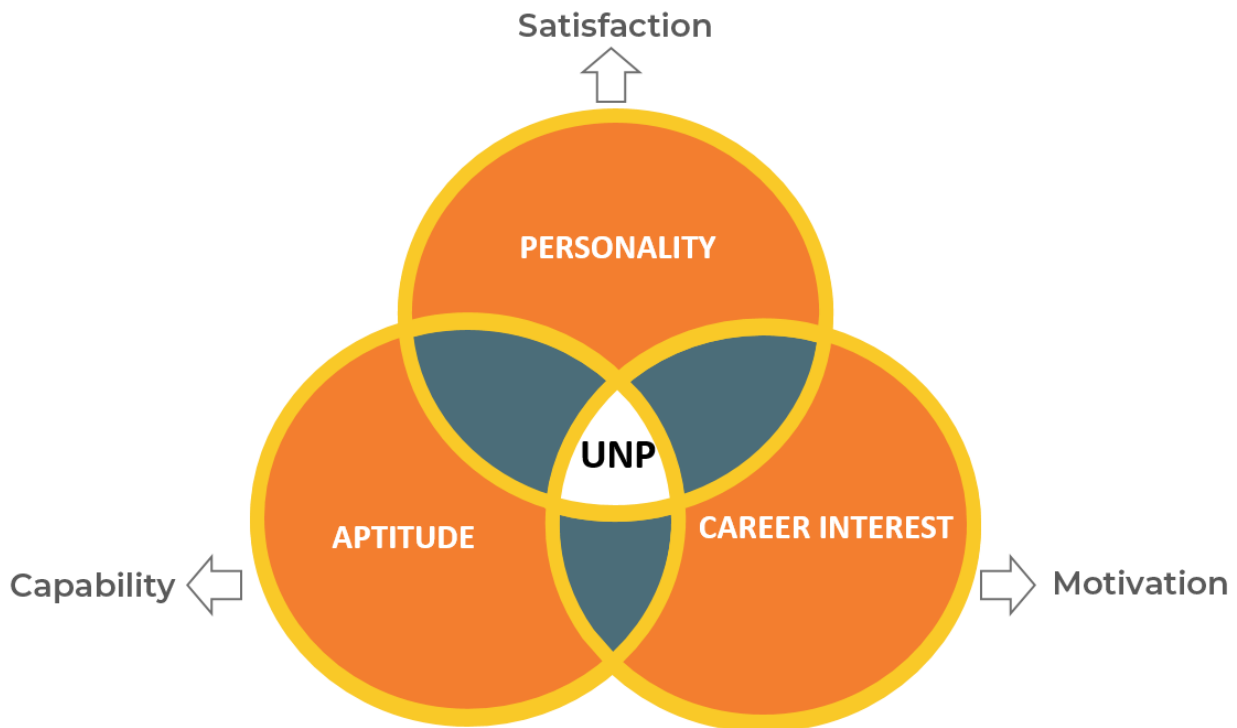 Satisfaction
PERSONALITY
UNP
APTITUDE
CAREER INTEREST
Capability
Motivation